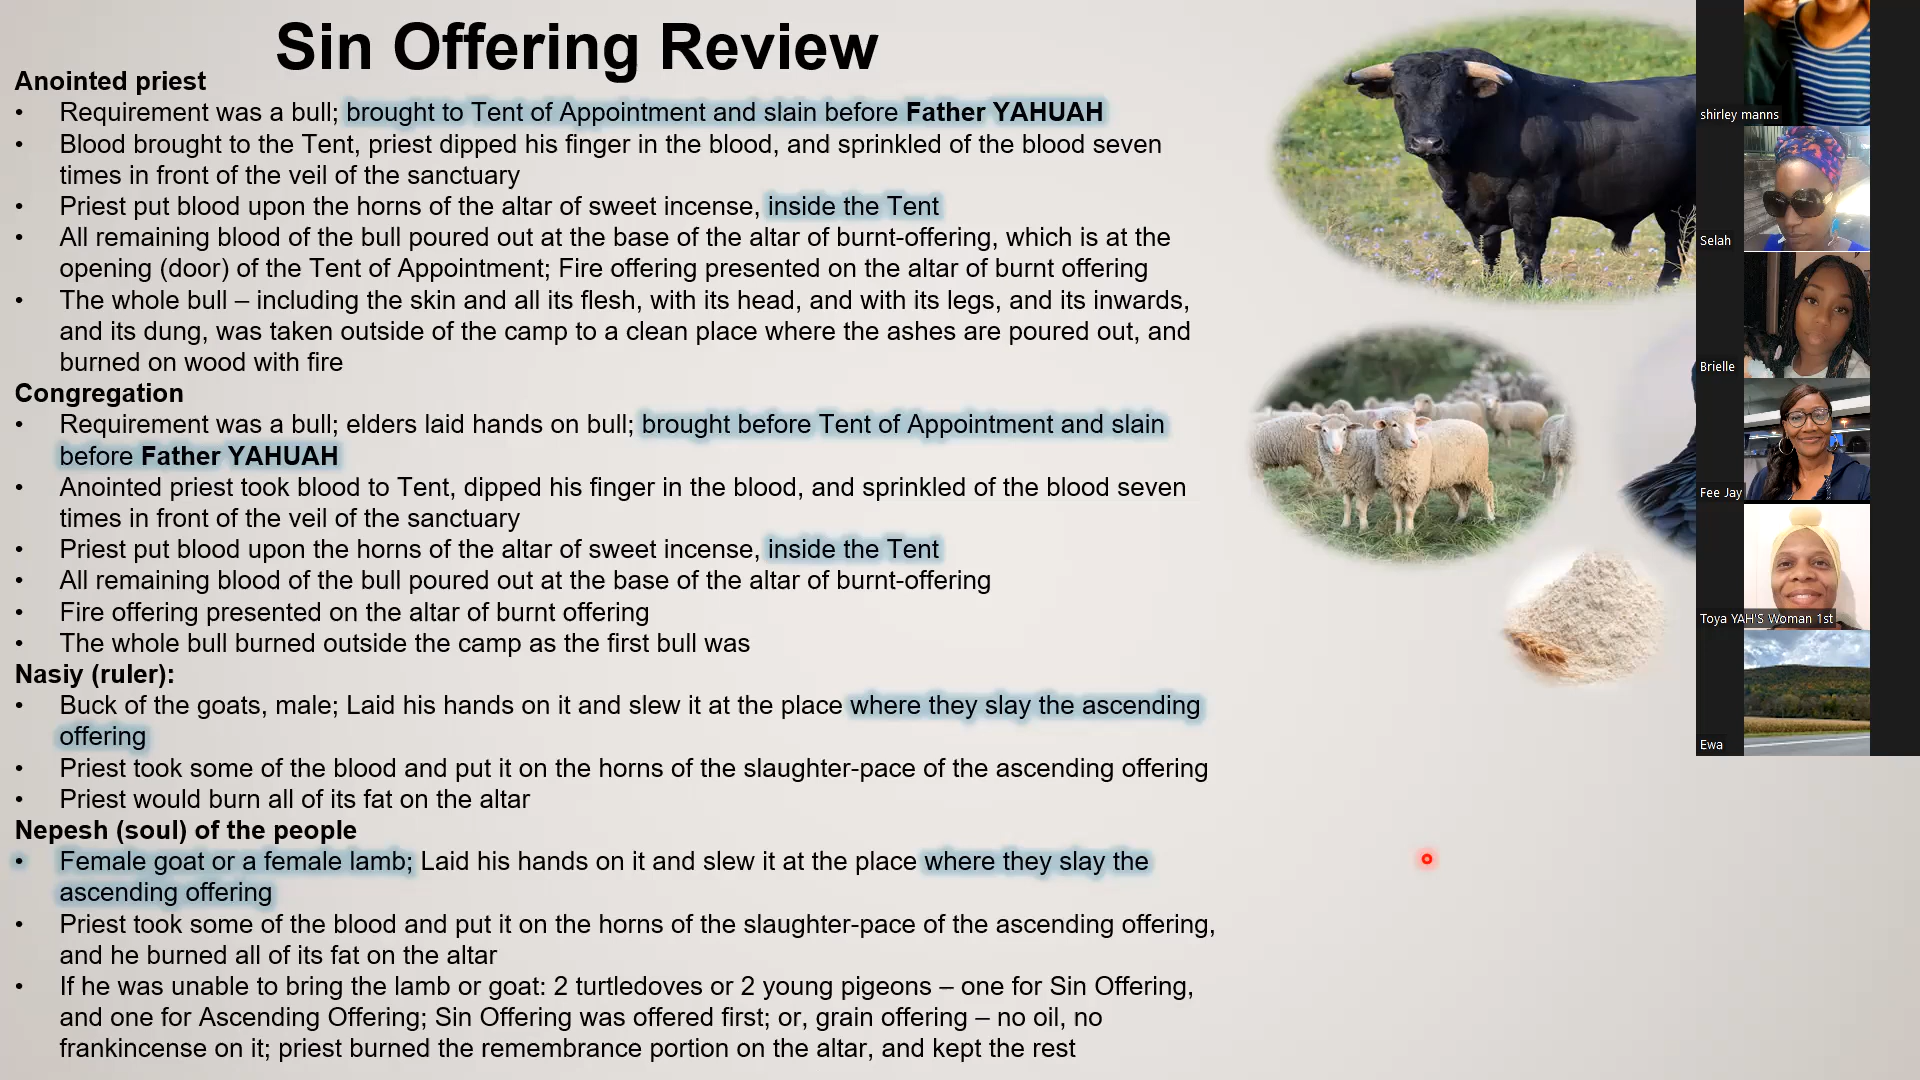 Sin Offering Review
Anointed priest
• Requirement was a bull; brought to Tent of Appointment and slain before Father YAHUAH
• Blood brought to the Tent, priest dipped his finger in the blood, and sprinkled of the blood seven
times in front of the veil of the sanctuary
• Priest put blood upon the horns of the altar of sweet incense, inside the Tent
• All remaining blood of the bull poured out at the base of the altar of burnt-offering, which is at the
opening (door) of the Tent of Appointment; Fire offering presented on the altar of burnt offering
• The whole bull – including the skin and all its flesh, with its head, and with its legs, and its inwards,
and its dung, was taken outside of the camp to a clean place where the ashes are poured out, and
burned on wood with fire
Congregation
• Requirement was a bull; elders laid hands on bull; brought before Tent of Appointment and slain
before Father YAHUAH
• Anointed priest took blood to Tent, dipped his finger in the blood, and sprinkled of the blood seven
times in front of the veil of the sanctuary
• Priest put blood upon the horns of the altar of sweet incense, inside the Tent
• All remaining blood of the bull poured out at the base of the altar of burnt-offering
• Fire offering presented on the altar of burnt offering
• The whole bull burned outside the camp as the first bull was
Nasiy (ruler):
• Buck of the goats, male; Laid his hands on it and slew it at the place where they slay the ascending
offering
• Priest took some of the blood and put it on the horns of the slaughter-pace of the ascending offering
• Priest would burn all of its fat on the altar
Nepesh (soul) of the people
• Female goat or a female lamb; Laid his hands on it and slew it at the place where they slay the
ascending offering
• Priest took some of the blood and put it on the horns of the slaughter-pace of the ascending offering,
and he burned all of its fat on the altar
• If he was unable to bring the lamb or goat: 2 turtledoves or 2 young pigeons – one for Sin Offering,
and one for Ascending Offering; Sin Offering was offered first; or, grain offering – no oil, no
frankincense on it; priest burned the remembrance portion on the altar, and kept the rest
shirley manns
Selah
Brielle
Fee Jay
Toya YAH'S Woman 1st
Ewa